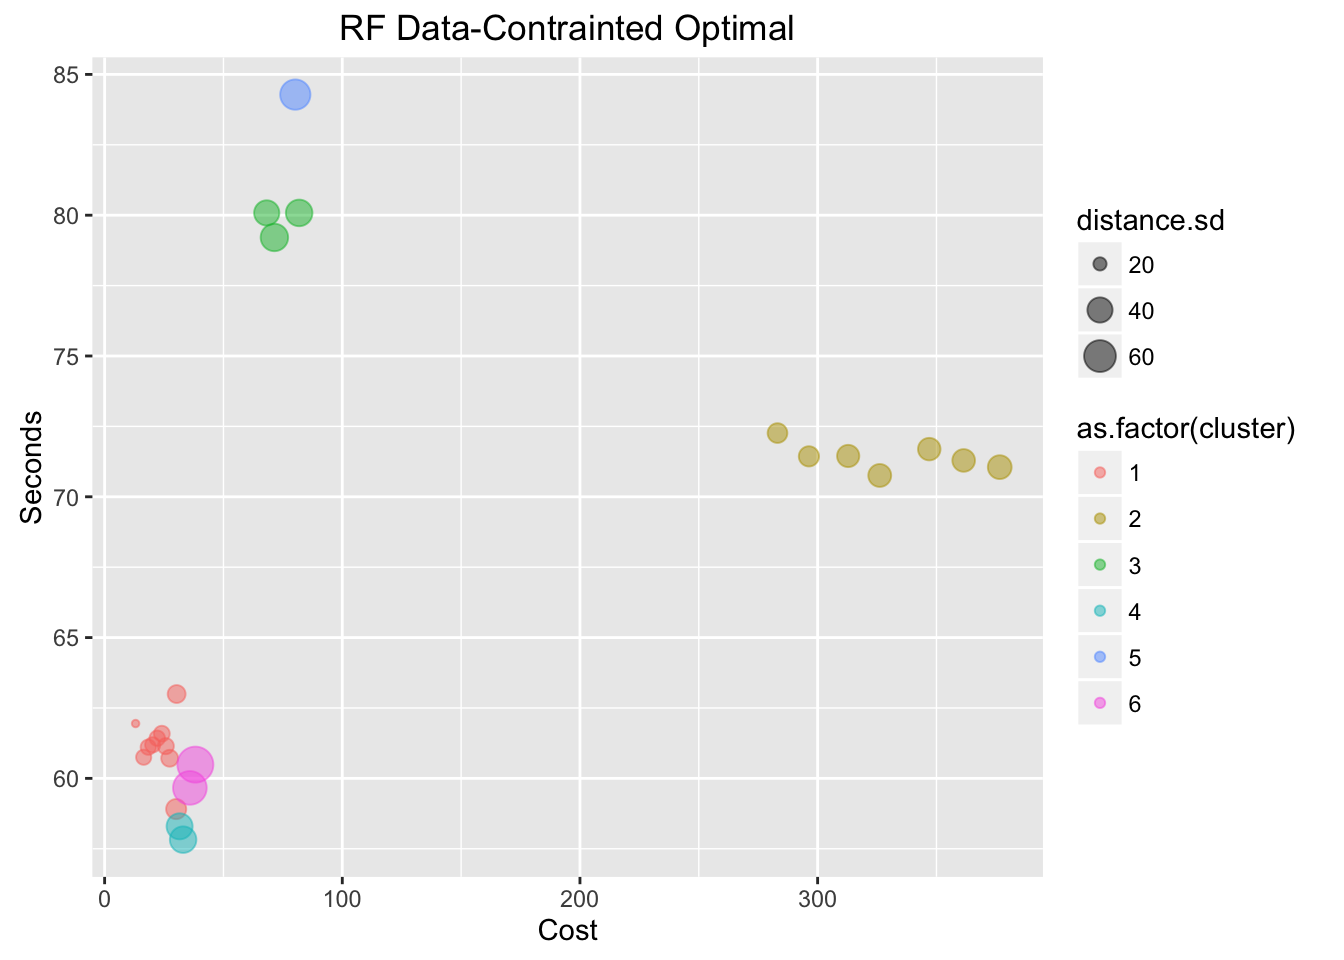 RF Data-Contrainted Optimal
85
80
75
70
65
60
Seconds
0 100 200 300
Cost
distance.sd
20
40
60
as.factor(cluster)
1
2
3
4
5
6